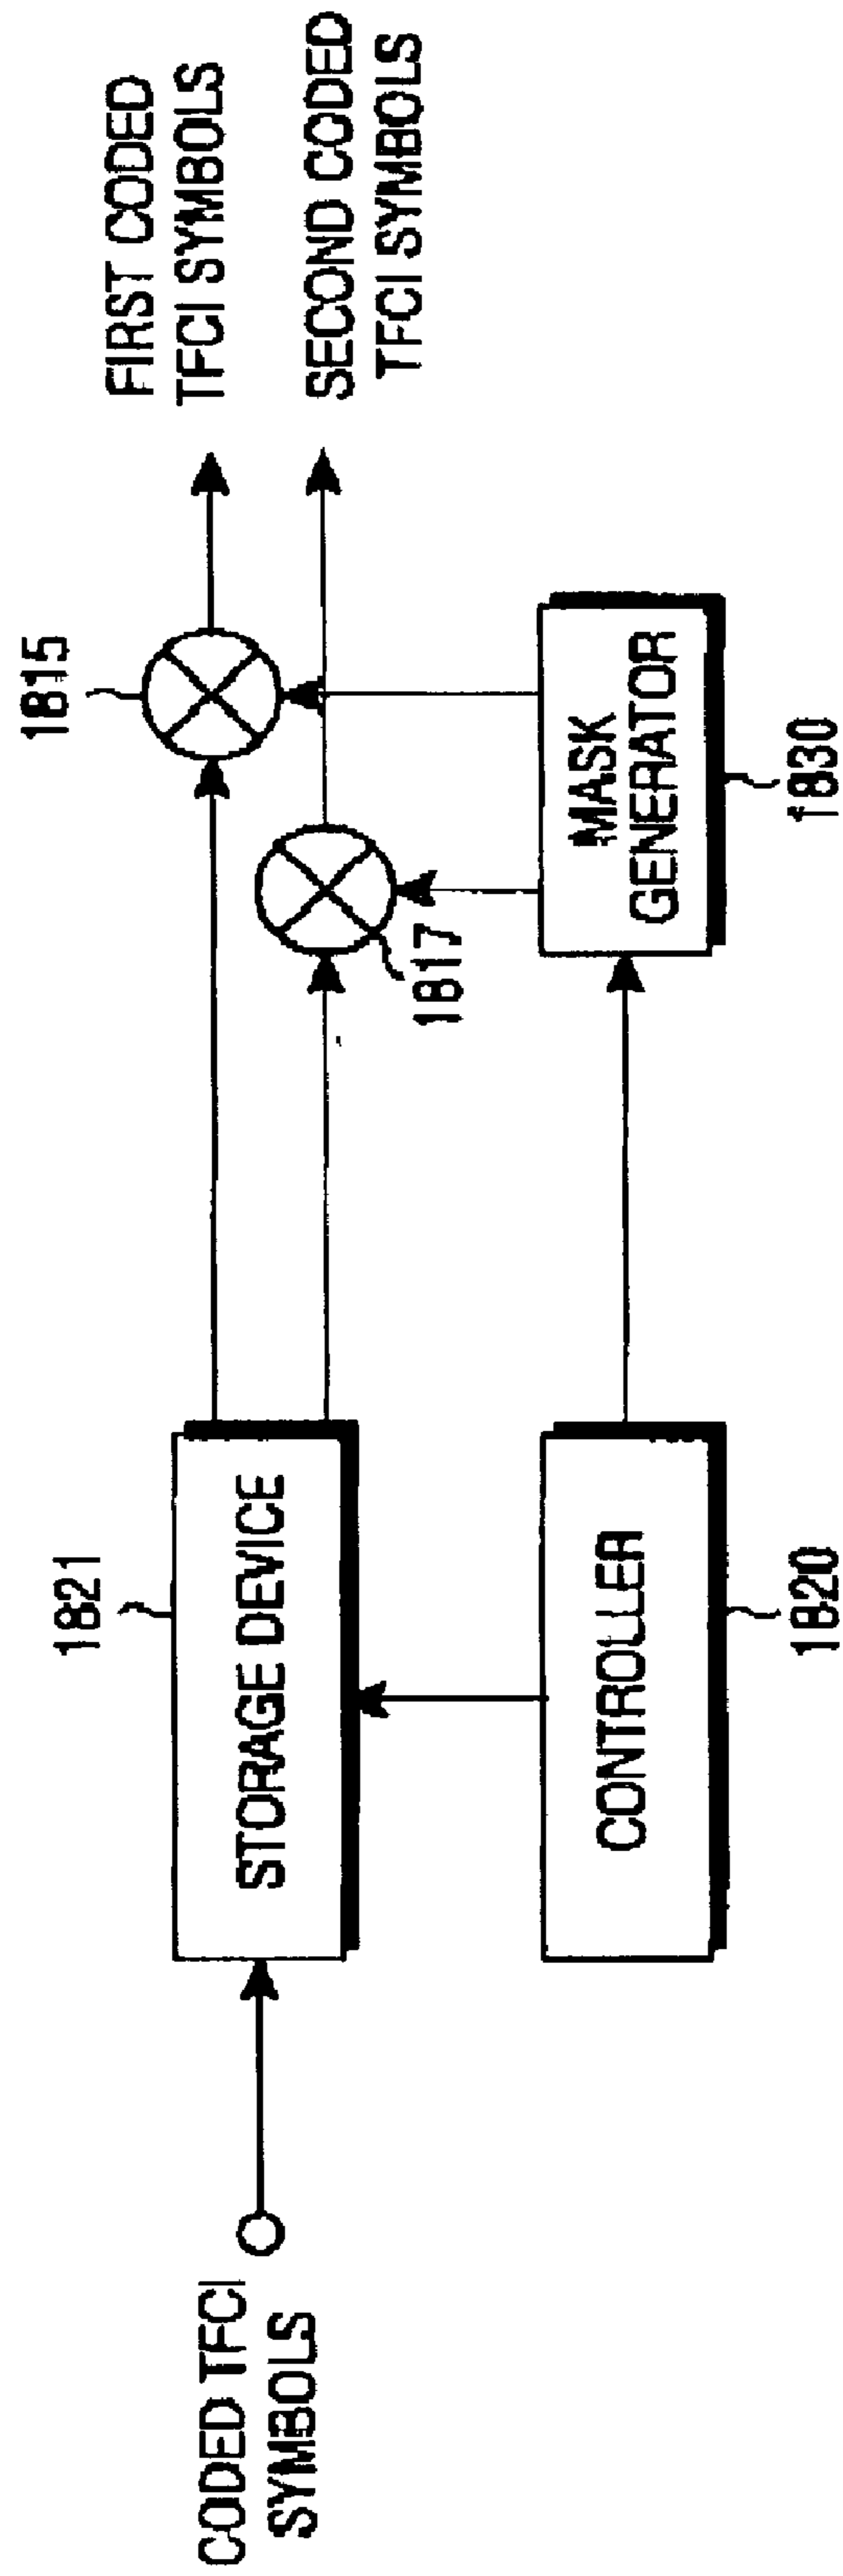 CODED TFCI
SYMBOLS
1821
STORAGE DEVICE
CONTROLLER
1820
1815
1817
MASK
GENERATOR
1830
FIRST CODED
TFCI SYMBOLS
SECOND CODED
TFCI SYMBOLS